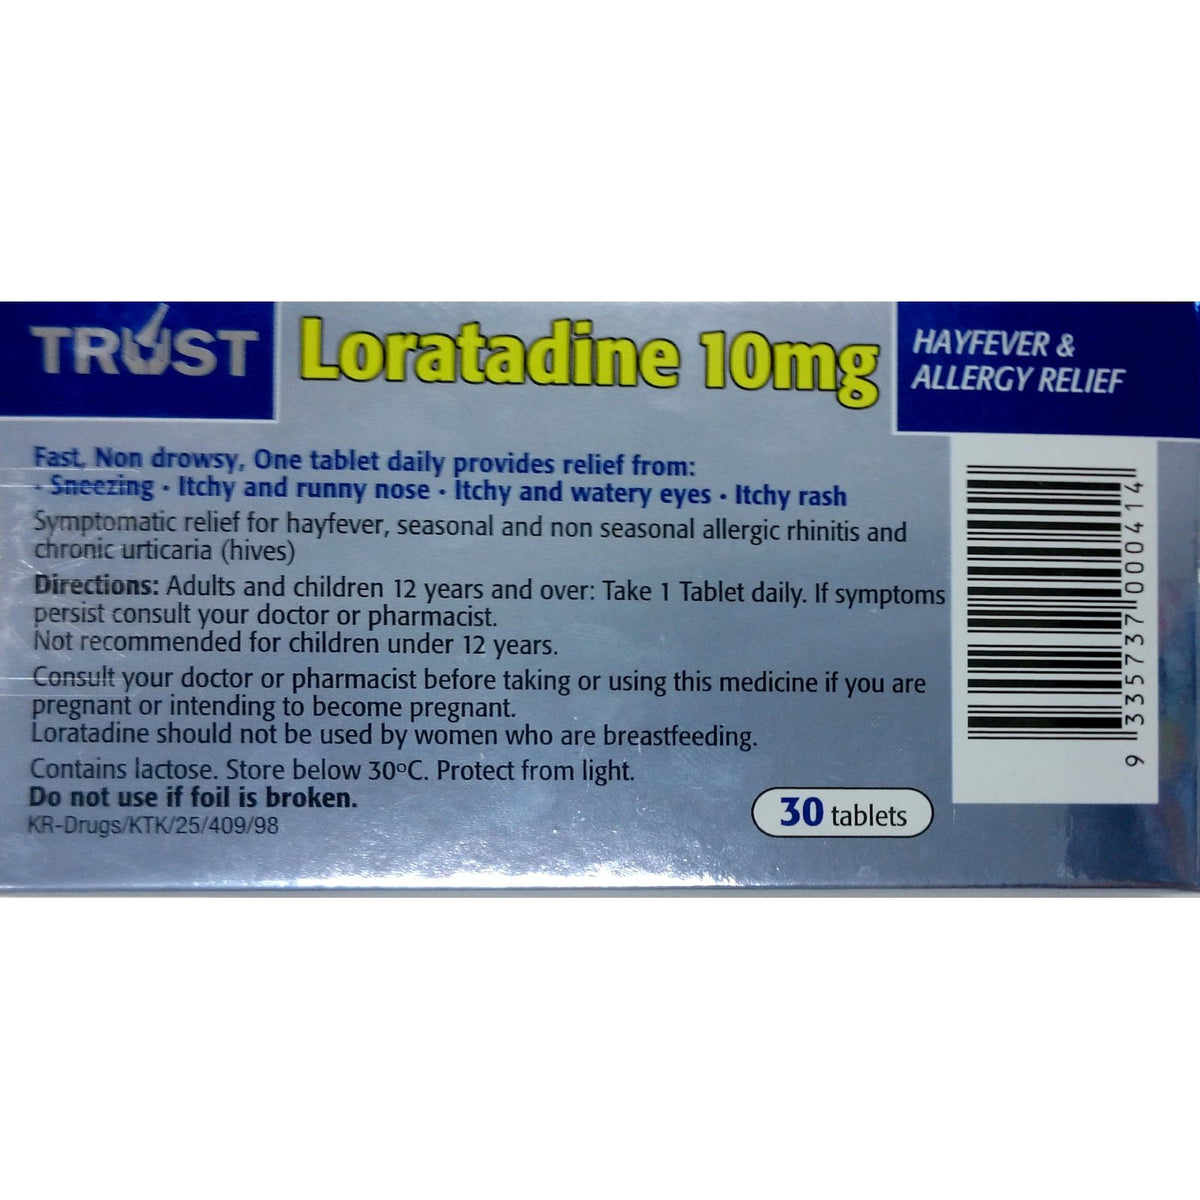 TRUST
Loratadine 10mg
HAYFEVER &
ALLERGY RELIEF
Fast, Non drowsy, One tablet daily provides relief from:
· Sneezing · Itchy and runny nose · Itchy and watery eyes · Itchy rash
Symptomatic relief for hayfever, seasonal and non seasonal allergic rhinitis and
chronic urticaria (hives)
Directions: Adults and children 12 years and over: Take 1 Tablet daily. If symptoms
persist consult your doctor or pharmacist.
Not recommended for children under 12 years.
Consult your doctor or pharmacist before taking or using this medicine if you are
pregnant or intending to become pregnant.
Loratadine should not be used by women who are breastfeeding.
Contains lactose. Store below 30ºC. Protect from light.
Do not use if foil is broken.
KR-Drugs/KTK/25/409/98
30 tablets
9 335737 000414